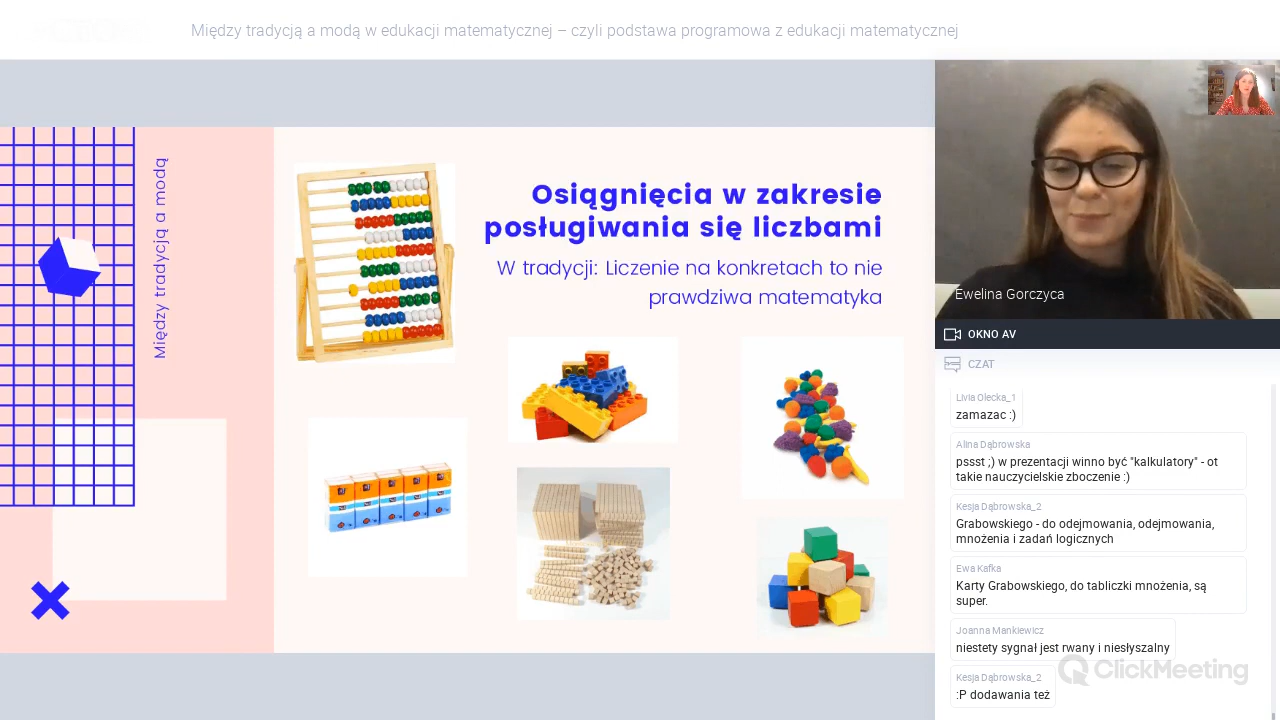 Między tradycją a modą w edukacji matematycznej – czyli podstawa programowa z edukacji matematycznej
Między tradycją a modą
Osiągnięcia w zakresie
posługiwania się liczbami
W tradycji: Liczenie na konkretach to nie
prawdziwa matematyka
Ewelina Gorczyca
OKNO AV
CZAT
Livia Olecka_1
zamazac :)
Alina Dąbrowska
pssst ;) w prezentacji winno być "kalkulatory" - ot
takie nauczycielskie zboczenie :)
Kesja Dąbrowska_2
Grabowskiego - do odejmowania, odejmowania,
mnożenia i zadań logicznych
Ewa Kafka
Karty Grabowskiego, do tabliczki mnożenia, są
super.
Joanna Mankiewicz
niestety sygnał jest rwany i niesłyszalny
Kesja Dąbrowska_2
:P dodawania też
ClickMeeting